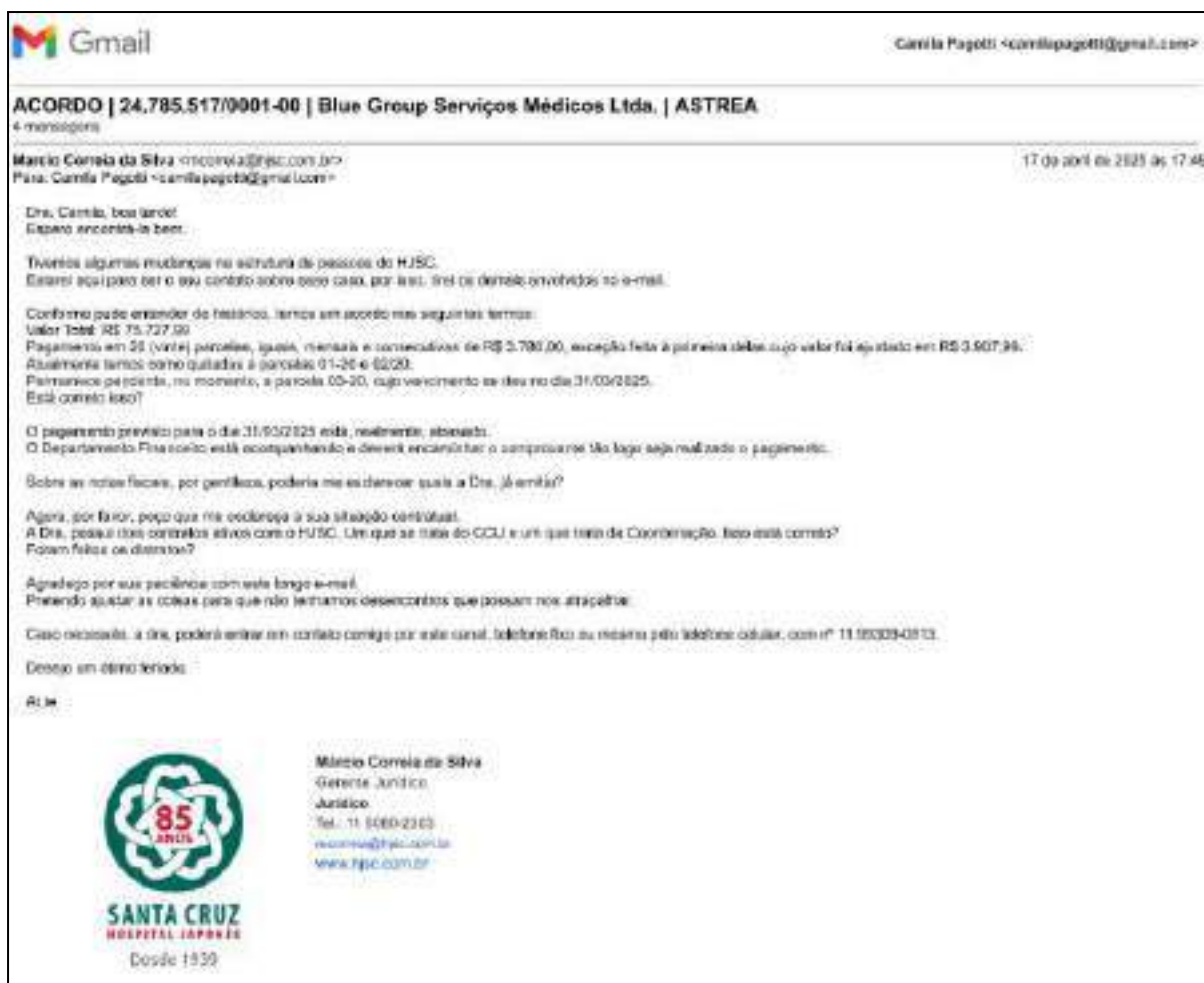 Gmail
Camila Pagotti <camilapagotti@gmail.com>
ACORDO | 24.785.517/0001-00 | Blue Group Serviços Médicos Ltda. | ASTREA
4 mensagens
Marcio Correia da Silva <mcorreia@hjsc.com.br>
17 de abril de 2025 às 17:46
Para: Camila Pagotti <camilapagotti@gmail.com>
Dra. Camila, boa tarde!
Espero encontrá-la bem.
Tivemos algumas mudanças na estrutura de pessoas do HJSC.
Estarei aqui para ser o seu contato sobre esse caso, por isso, tirei os demais envolvidos no e-mail.
Conforme pude entender do histórico, temos um acordo nos seguintes termos:
Valor Total: R$ 75.727,99
Pagamento em 20 (vinte) parcelas, iguais, mensais e consecutivas de R$ 3.780,00, exceção feita à primeira delas cujo valor foi ajustado em R$ 3.907,99.
Atualmente temos como quitadas a parcelas 01-20 e 02/20.
Permanece pendente, no momento, a parcela 03-20, cujo vencimento se deu no dia 31/03/2025.
Está correto isso?
O pagamento previsto para o dia 31/03/2025 está, realmente, atrasado.
O Departamento Financeiro está acompanhando e deverá encaminhar o comprovante tão logo seja realizado o pagamento.
Sobre as notas fiscais, por gentileza, poderia me esclarecer quais a Dra. já emitiu?
Agora, por favor, peço que me esclareça a sua situação contratual.
A Dra. possui dois contratos ativos com o HJSC. Um que se trata do CCU e um que trata da Coordenação. Isso está correto?
Foram feitos os distratos?
Agradeço por sua paciência com este longo e-mail.
Pretendo ajustar as coisas para que não tenhamos desencontros que possam nos atrapalhar.
Caso necessite, a dra. poderá entrar em contato comigo por este canal, telefone fixo ou mesmo pelo telefone celular, com nº
Desejo um ótimo feriado.
At.te
85
ANOS
SANTA CRUZ
HOSPITAL JAPONÊS
Desde 1939
Márcio Correia da Silva
Gerente Jurídico
Jurídico
Tel.: 11 5080-2303
mcorreia@hjsc.com.br
www.hjsc.com.br